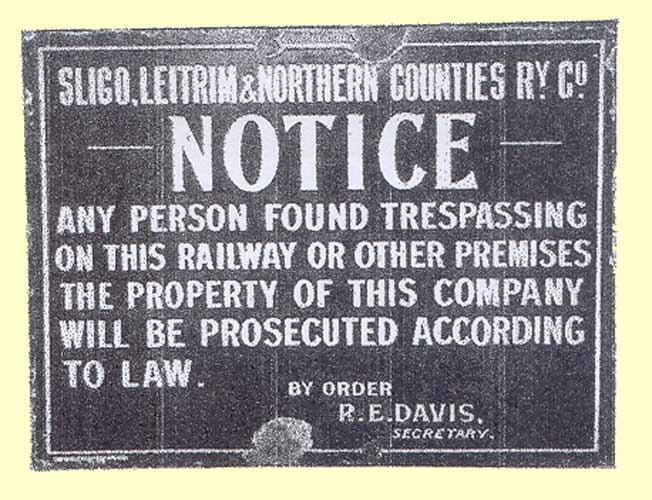 SLIGO, LEITRIM & NORTHERN COUNTIES RY. CO.
NOTICE
ANY PERSON FOUND TRESPASSING
ON THIS RAILWAY OR OTHER PREMISES
THE PROPERTY OF THIS COMPANY
WILL BE PROSECUTED ACCORDING
TO LAW.
BY ORDER
R.E.DAVIS.
SECRETARY.